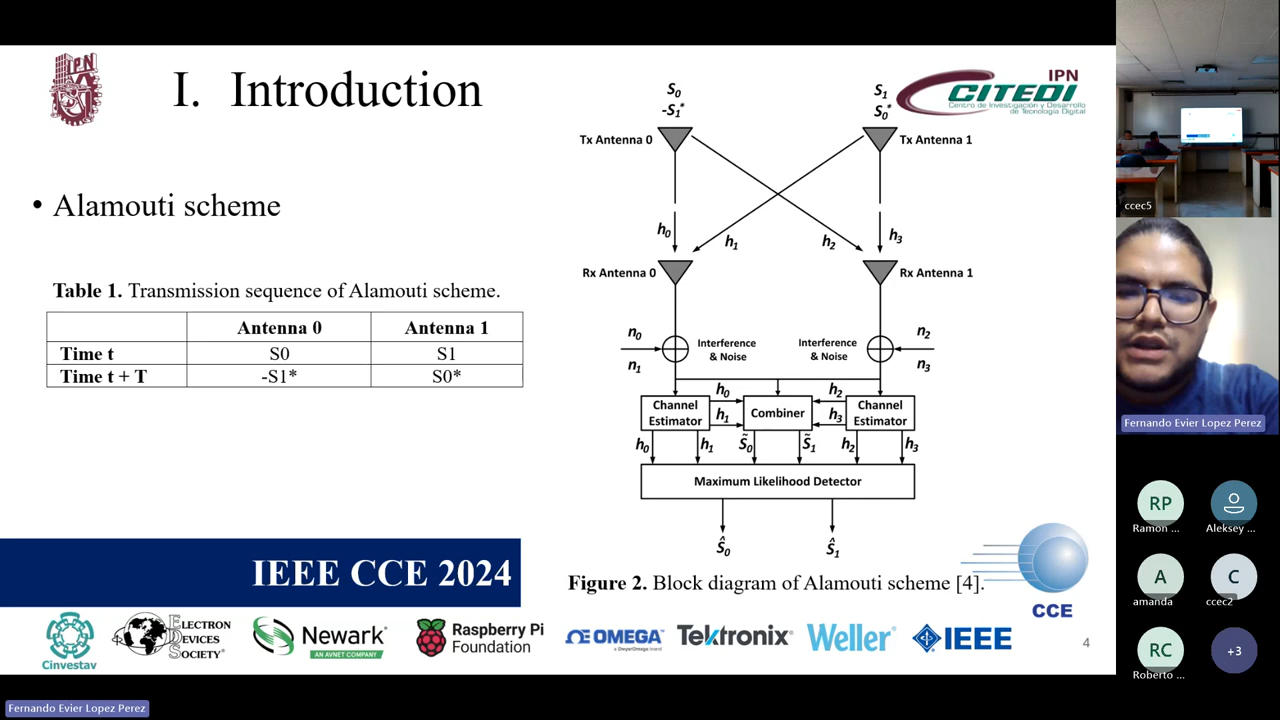 IPN
I. Introduction
IPN
CITEDI
Centro de Investigación y Desarrollo
de Tecnología Digital
• Alamouti scheme
Table 1. Transmission sequence of Alamouti scheme.
Antenna 0 Antenna 1
Time t S0 S1
Time t + T -S1* S0*
S0 S1
-S1* S0*
Tx Antenna 0 Tx Antenna 1
h0 h1 h2 h3
Rx Antenna 0 Rx Antenna 1
n0 Interference Interference n2
n1 & Noise & Noise n3
Channel Estimator h0 h1 Combiner h2 h3 Channel Estimator
h0 h1 S̃0 S̃1 h2 h3
Maximum Likelihood Detector
Ŝ0 Ŝ1
Figure 2. Block diagram of Alamouti scheme [4].
IEEE CCE 2024
CCE
Cinvestav
ELECTRON
DEVICES
SOCIETY®
Newark®
AN AVNET COMPANY
Raspberry Pi
Foundation
OMEGA™
Tektronix®
Weller®
IEEE
4
ccec5
Fernando Evier Lopez Perez
RP
Ramon ...
Aleksey ...
A
amanda
C
ccec2
RC
Roberto ...
+3
Fernando Evier Lopez Perez